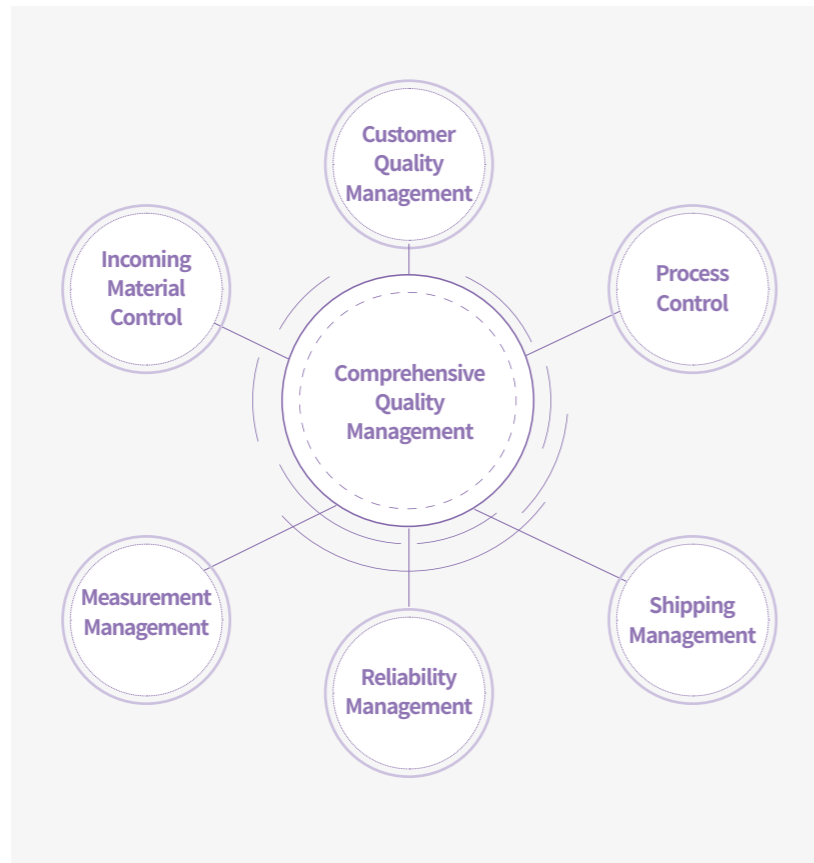 Customer
Quality
Management
Incoming
Material
Control
Process
Control
Comprehensive
Quality
Management
Measurement
Management
Shipping
Management
Reliability
Management